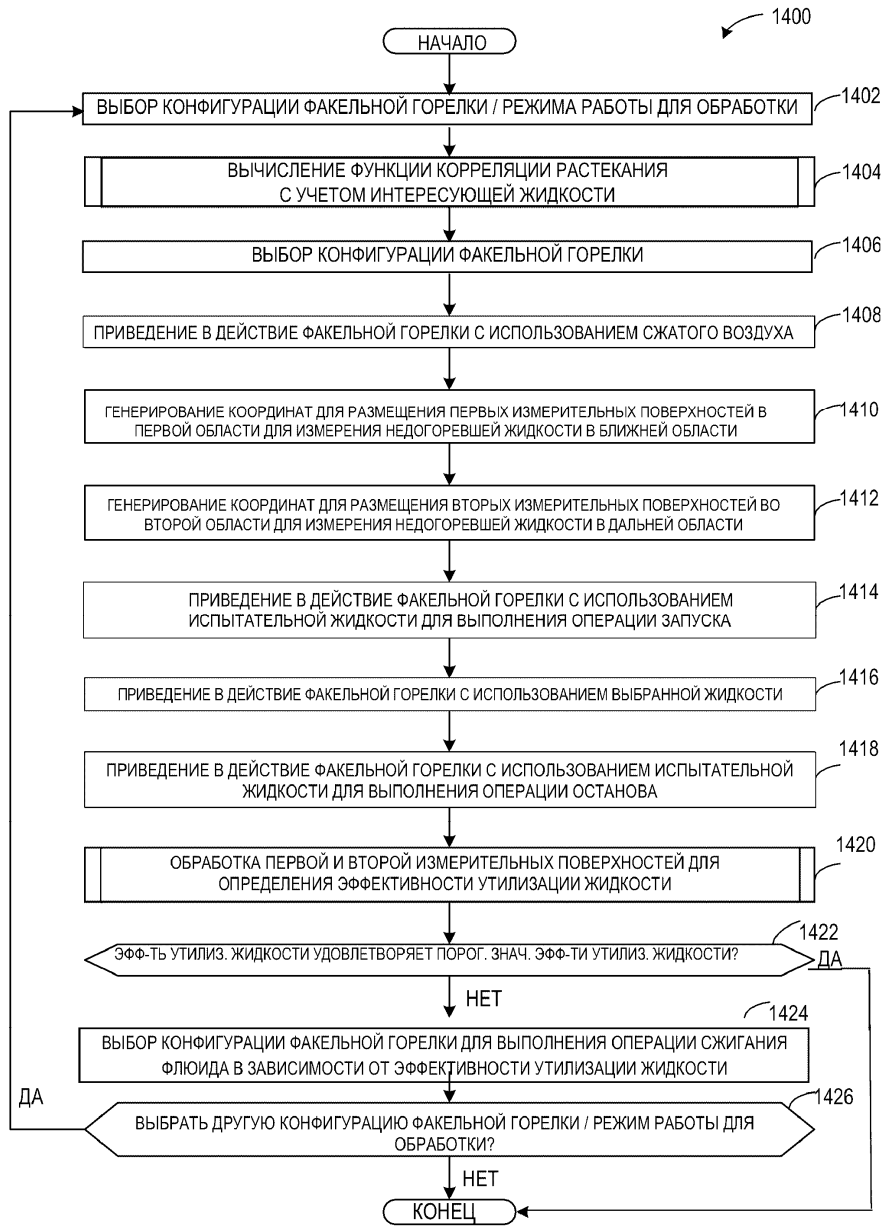 1400
НАЧАЛО
ВЫБОР КОНФИГУРАЦИИ ФАКЕЛЬНОЙ ГОРЕЛКИ / РЕЖИМА РАБОТЫ ДЛЯ ОБРАБОТКИ
1402
ВЫЧИСЛЕНИЕ ФУНКЦИИ КОРРЕЛЯЦИИ РАСТЕКАНИЯ
С УЧЕТОМ ИНТЕРЕСУЮЩЕЙ ЖИДКОСТИ
1404
ВЫБОР КОНФИГУРАЦИИ ФАКЕЛЬНОЙ ГОРЕЛКИ
1406
ПРИВЕДЕНИЕ В ДЕЙСТВИЕ ФАКЕЛЬНОЙ ГОРЕЛКИ С ИСПОЛЬЗОВАНИЕМ СЖАТОГО ВОЗДУХА
1408
ГЕНЕРИРОВАНИЕ КООРДИНАТ ДЛЯ РАЗМЕЩЕНИЯ ПЕРВЫХ ИЗМЕРИТЕЛЬНЫХ ПОВЕРХНОСТЕЙ В
ПЕРВОЙ ОБЛАСТИ ДЛЯ ИЗМЕРЕНИЯ НЕДОГОРЕВШЕЙ ЖИДКОСТИ В БЛИЖНЕЙ ОБЛАСТИ
1410
ГЕНЕРИРОВАНИЕ КООРДИНАТ ДЛЯ РАЗМЕЩЕНИЯ ВТОРЫХ ИЗМЕРИТЕЛЬНЫХ ПОВЕРХНОСТЕЙ ВО
ВТОРОЙ ОБЛАСТИ ДЛЯ ИЗМЕРЕНИЯ НЕДОГОРЕВШЕЙ ЖИДКОСТИ В ДАЛЬНЕЙ ОБЛАСТИ
1412
ПРИВЕДЕНИЕ В ДЕЙСТВИЕ ФАКЕЛЬНОЙ ГОРЕЛКИ С ИСПОЛЬЗОВАНИЕМ
ИСПЫТАТЕЛЬНОЙ ЖИДКОСТИ ДЛЯ ВЫПОЛНЕНИЯ ОПЕРАЦИИ ЗАПУСКА
1414
ПРИВЕДЕНИЕ В ДЕЙСТВИЕ ФАКЕЛЬНОЙ ГОРЕЛКИ С ИСПОЛЬЗОВАНИЕМ ВЫБРАННОЙ ЖИДКОСТИ
1416
ПРИВЕДЕНИЕ В ДЕЙСТВИЕ ФАКЕЛЬНОЙ ГОРЕЛКИ С ИСПОЛЬЗОВАНИЕМ ИСПЫТАТЕЛЬНОЙ
ЖИДКОСТИ ДЛЯ ВЫПОЛНЕНИЯ ОПЕРАЦИИ ОСТАНОВА
1418
ОБРАБОТКА ПЕРВОЙ И ВТОРОЙ ИЗМЕРИТЕЛЬНЫХ ПОВЕРХНОСТЕЙ ДЛЯ
ОПРЕДЕЛЕНИЯ ЭФФЕКТИВНОСТИ УТИЛИЗАЦИИ ЖИДКОСТИ
1420
ЭФФ-ТЬ УТИЛИЗ. ЖИДКОСТИ УДОВЛЕТВОРЯЕТ ПОРОГ. ЗНАЧ. ЭФФ-ТИ УТИЛИЗ. ЖИДКОСТИ?
1422
ДА
НЕТ
1424
ВЫБОР КОНФИГУРАЦИИ ФАКЕЛЬНОЙ ГОРЕЛКИ ДЛЯ ВЫПОЛНЕНИЯ ОПЕРАЦИИ СЖИГАНИЯ
ФЛЮИДА В ЗАВИСИМОСТИ ОТ ЭФФЕКТИВНОСТИ УТИЛИЗАЦИИ ЖИДКОСТИ
ДА
1426
ВЫБРАТЬ ДРУГУЮ КОНФИГУРАЦИЮ ФАКЕЛЬНОЙ ГОРЕЛКИ / РЕЖИМ РАБОТЫ ДЛЯ
ОБРАБОТКИ?
НЕТ
КОНЕЦ